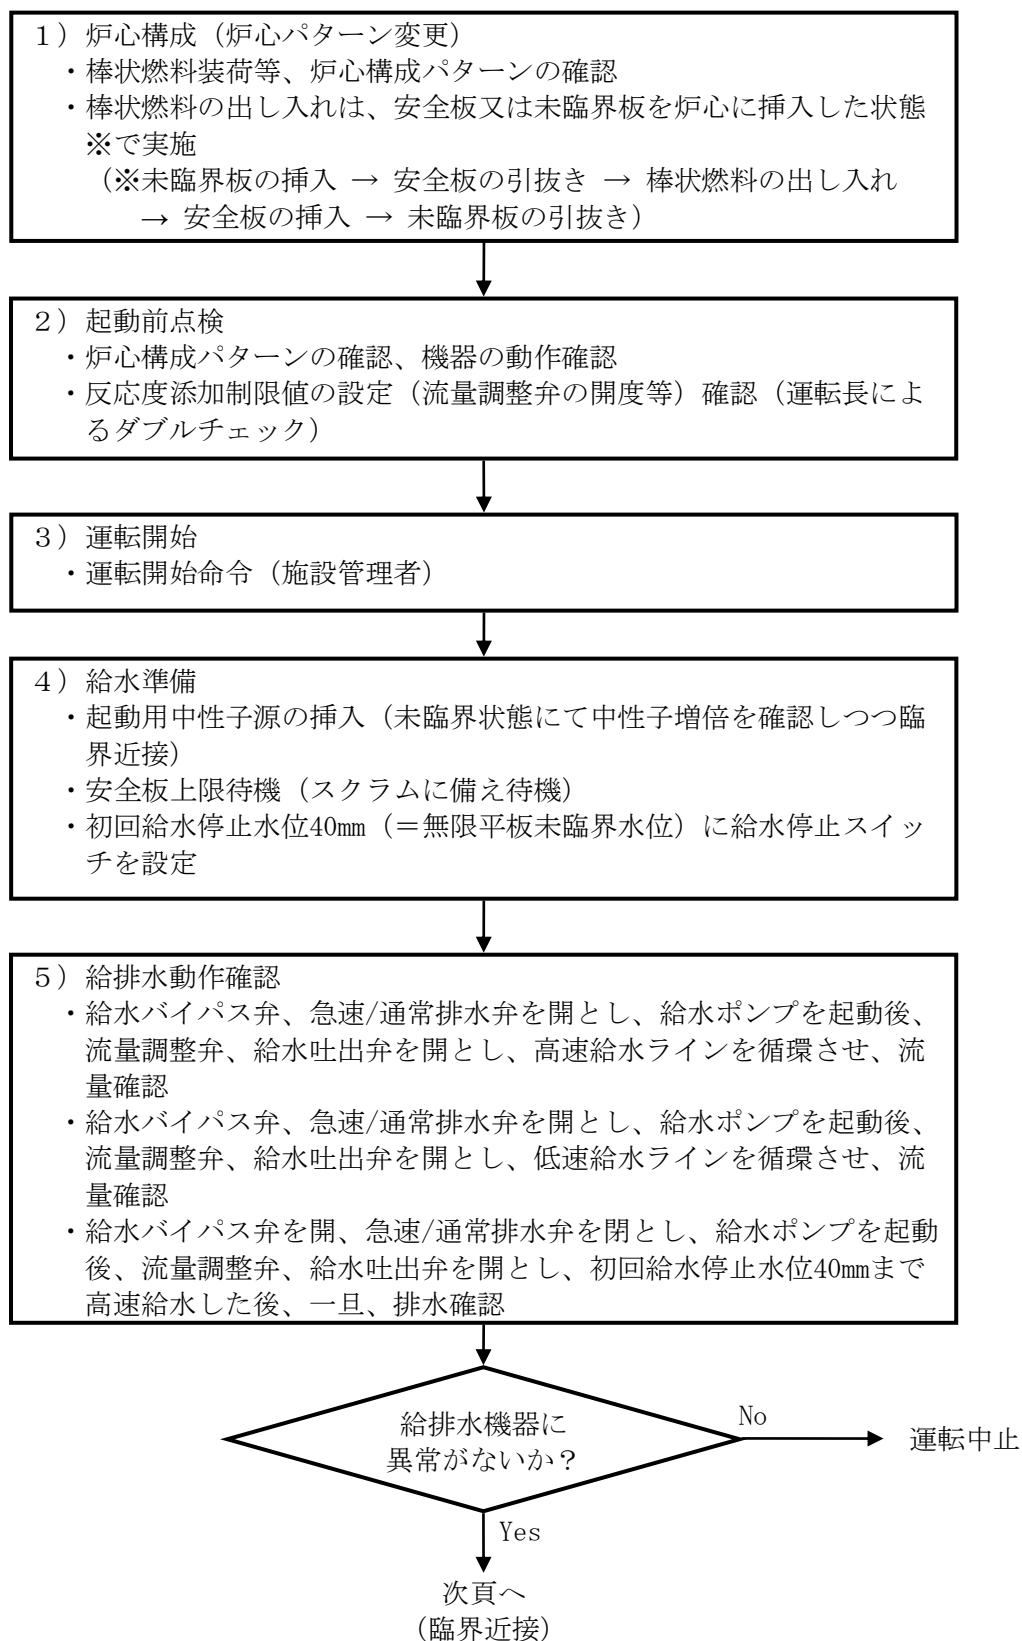 １）炉心構成（炉心パターン変更）
・棒状燃料装荷等、炉心構成パターンの確認
・棒状燃料の出し入れは、安全板又は未臨界板を炉心に挿入した状態
※で実施
（※未臨界板の挿入 → 安全板の引抜き → 棒状燃料の出し入れ
→ 安全板の挿入 → 未臨界板の引抜き）
２）起動前点検
・炉心構成パターンの確認、機器の動作確認
・反応度添加制限値の設定（流量調整弁の開度等）確認（運転長によ
るダブルチェック）
３）運転開始
・運転開始命令（施設管理者）
４）給水準備
・起動用中性子源の挿入（未臨界状態にて中性子増倍を確認しつつ臨
界近接）
・安全板上限待機（スクラムに備え待機）
・初回給水停止水位40mm（＝無限平板未臨界水位）に給水停止スイッ
チを設定
５）給排水動作確認
・給水バイパス弁、急速/通常排水弁を開とし、給水ポンプを起動後、
流量調整弁、給水吐出弁を開とし、高速給水ラインを循環させ、流
量確認
・給水バイパス弁、急速/通常排水弁を開とし、給水ポンプを起動後、
流量調整弁、給水吐出弁を開とし、低速給水ラインを循環させ、流
量確認
・給水バイパス弁を開、急速/通常排水弁を閉とし、給水ポンプを起動
後、流量調整弁、給水吐出弁を開とし、初回給水停止水位40mmまで
高速給水した後、一旦、排水確認
給排水機器に
異常がないか？
No
運転中止
Yes
次頁へ
（臨界近接）